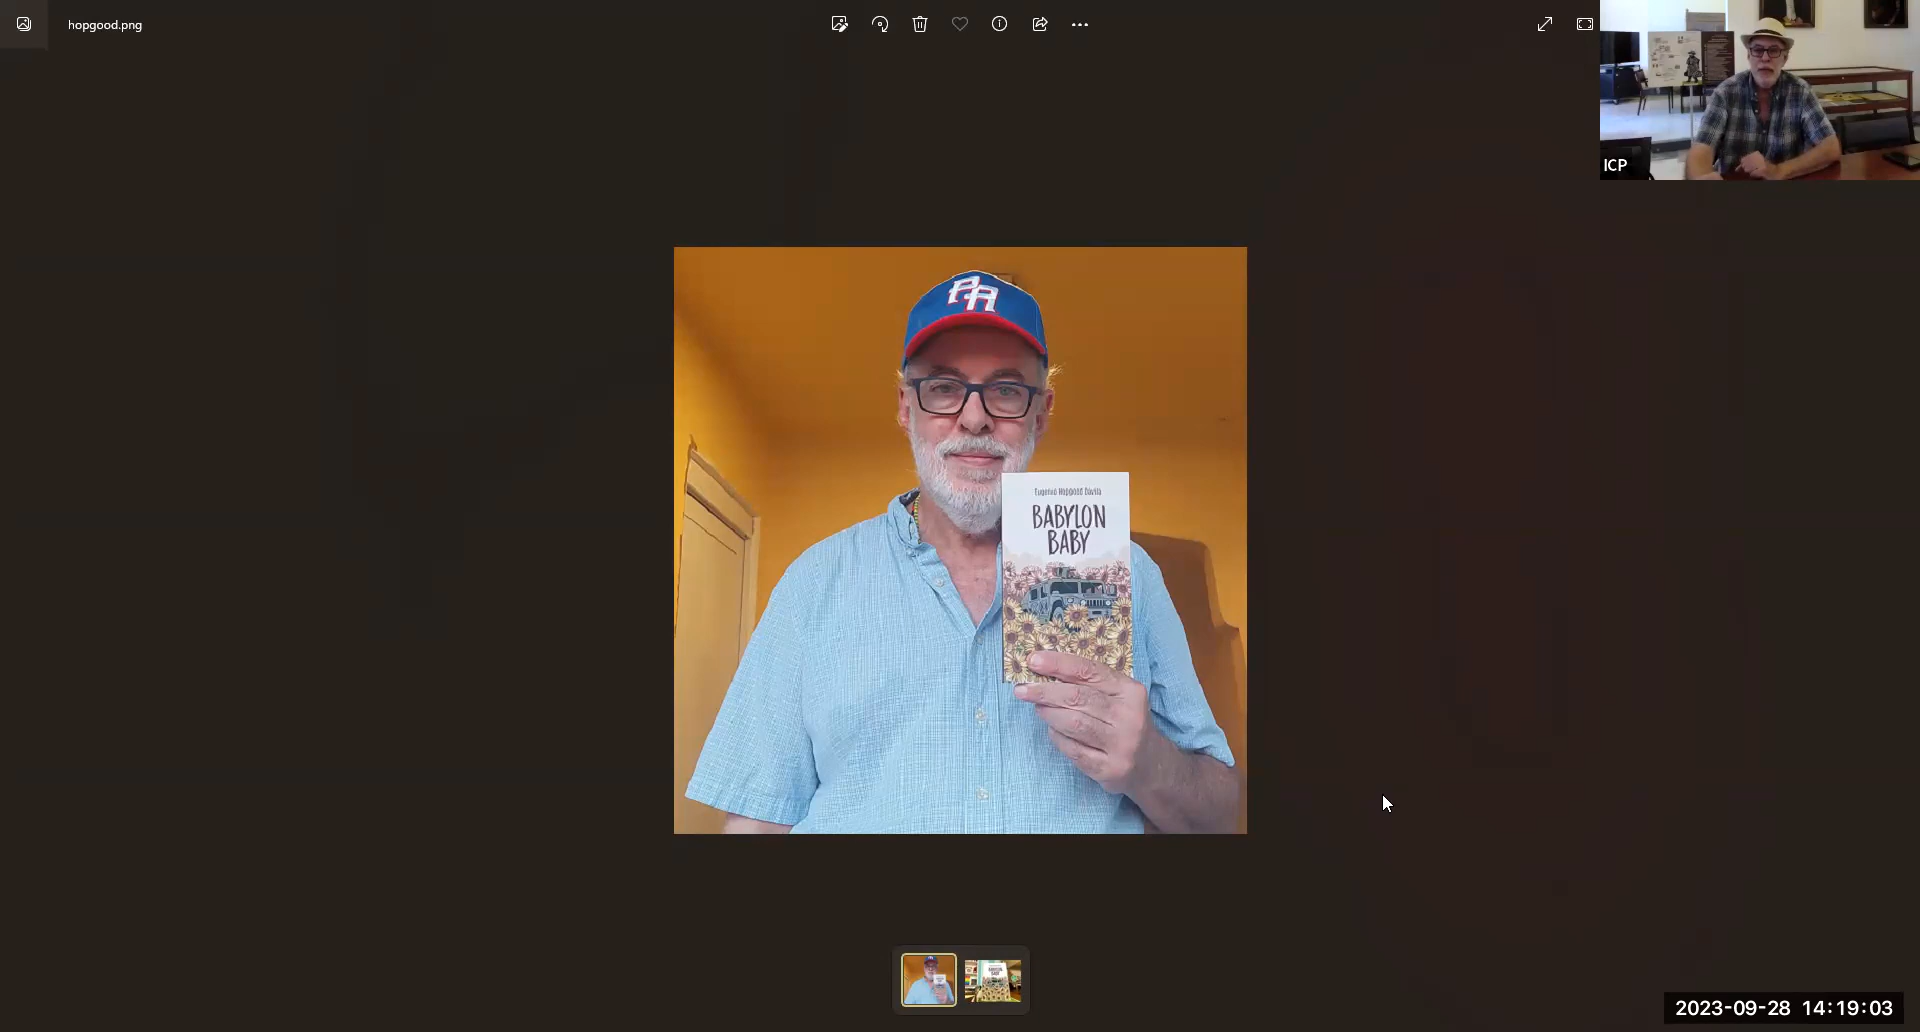 hopgood.png
ICP
PR
Eugenio Hopgood Dávila
BABYLON
BABY
2023-09-28 14:19:03